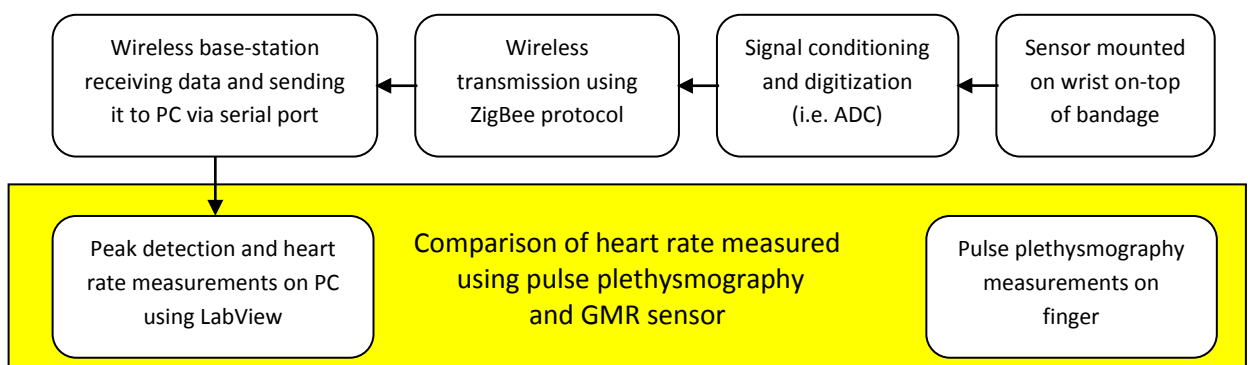 Wireless base-station
receiving data and sending
it to PC via serial port
Wireless
transmission using
ZigBee protocol
Signal conditioning
and digitization
(i.e. ADC)
Sensor mounted
on wrist on-top
of bandage
Peak detection and heart
rate measurements on PC
using LabView
Comparison of heart rate measured
using pulse plethysmography
and GMR sensor
Pulse plethysmography
measurements on
finger